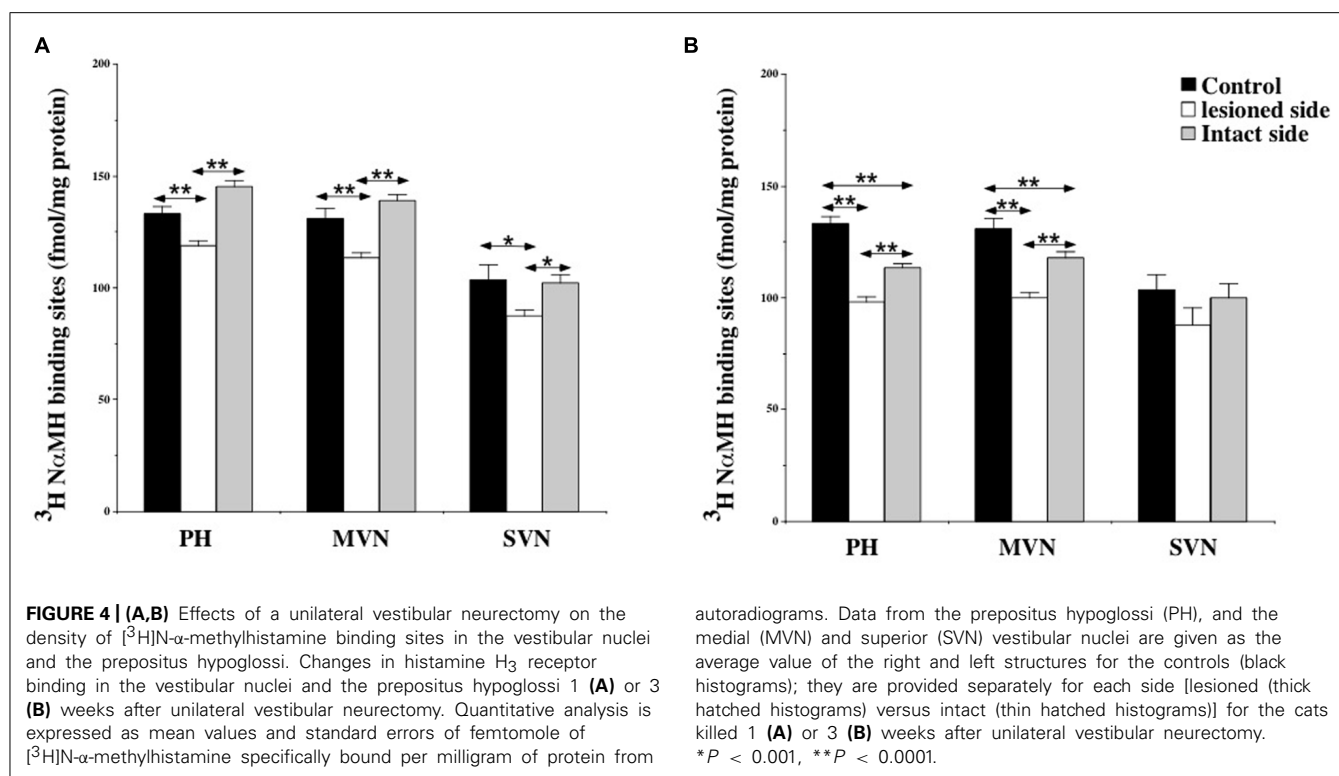 A
³H NαMH binding sites (fmol/mg protein)
200
150
100
50
0
** **
** **
* *
PH MVN SVN
B
³H NαMH binding sites (fmol/mg protein)
200
150
100
50
0
Control
lesioned side
Intact side
**
**
**
**
**
**
PH MVN SVN
FIGURE 4 | (A,B) Effects of a unilateral vestibular neurectomy on the
density of [³H]N-α-methylhistamine binding sites in the vestibular nuclei
and the prepositus hypoglossi. Changes in histamine H₃ receptor
binding in the vestibular nuclei and the prepositus hypoglossi 1 (A) or 3
(B) weeks after unilateral vestibular neurectomy. Quantitative analysis is
expressed as mean values and standard errors of femtomole of
[³H]N-α-methylhistamine specifically bound per milligram of protein from
autoradiograms. Data from the prepositus hypoglossi (PH), and the
medial (MVN) and superior (SVN) vestibular nuclei are given as the
average value of the right and left structures for the controls (black
histograms); they are provided separately for each side [lesioned (thick
hatched histograms) versus intact (thin hatched histograms)] for the cats
killed 1 (A) or 3 (B) weeks after unilateral vestibular neurectomy.
*P < 0.001, **P < 0.0001.